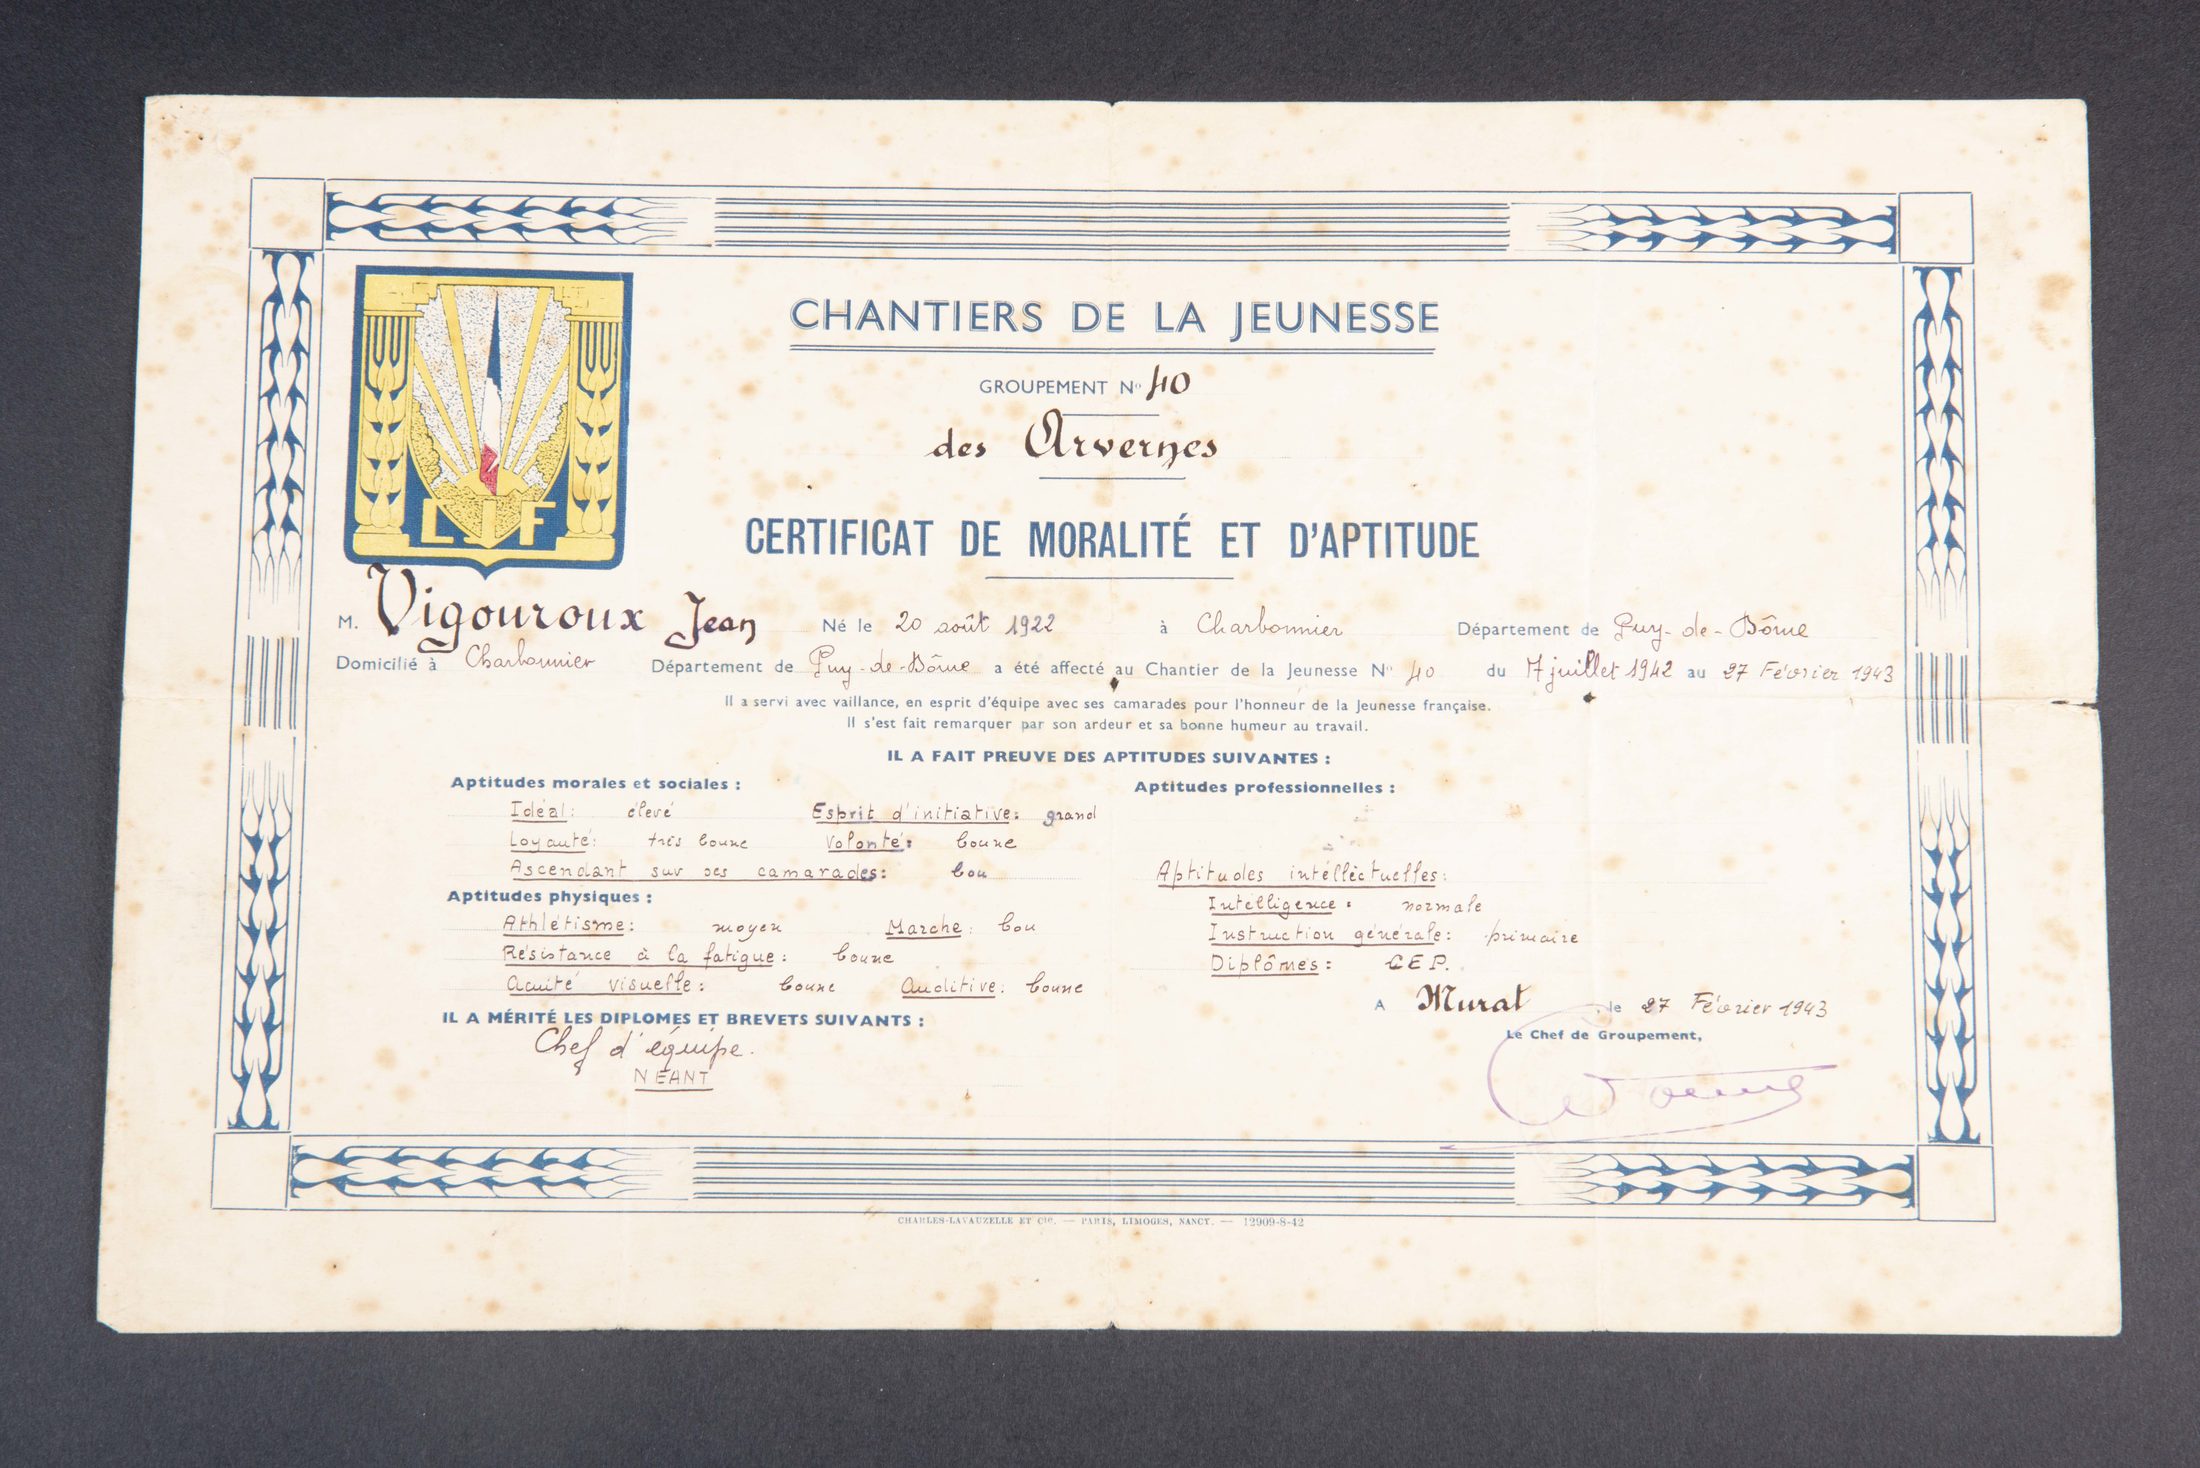 CHANTIERS DE LA JEUNESSE
GROUPEMENT No 40
des Arvernes
LJF
CERTIFICAT DE MORALITÉ ET D'APTITUDE
M. Vigouroux Jean Né le 20 août 1922 à Charbonnier Département de Puy-de-Dôme
Domicilié à Charbonnier Département de Puy-de-Dôme a été affecté au Chantier de la Jeunesse No 40 du 7 juillet 1942 au 27 Février 1943
Il a servi avec vaillance, en esprit d'équipe avec ses camarades pour l'honneur de la Jeunesse française.
Il s'est fait remarquer par son ardeur et sa bonne humeur au travail.
IL A FAIT PREUVE DES APTITUDES SUIVANTES :
Aptitudes morales et sociales :
Idéal: élevé Esprit d'initiative: grand
Loyauté: très bonne Volonté: bonne
Ascendant sur ses camarades: bon
Aptitudes physiques :
Athlétisme: moyen Marche: bon
Résistance à la fatigue: bonne
Acuité visuelle: bonne Auditive: bonne
IL A MÉRITÉ LES DIPLOMES ET BREVETS SUIVANTS :
Chef d'équipe.
NEANT
Aptitudes professionnelles :
Aptitudes intéllèctuelles:
Intelligence: normale
Instruction générale: primaire
Diplômes: CEP.
A Murat, le 27 Février 1943
Le Chef de Groupement,
CHARLES-LAVAUZELLE ET Cie. — PARIS, LIMOGES, NANCY. — 12909-8-42